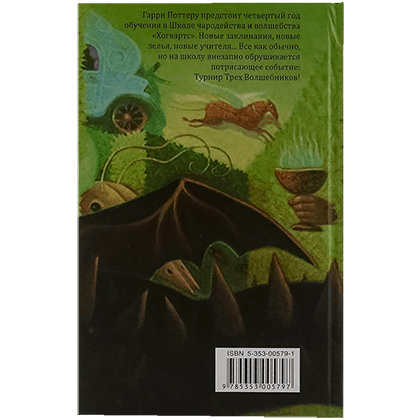 Гарри Поттеру предстоит четвертый год
обучения в Школе чародейства и волшебства
«Хогвартс». Новые заклинания, новые
зелья, новые учителя... Все как обычно,
но на школу внезапно обрушивается
потрясающее событие:
Турнир Трех Волшебников!
ISBN 5-353-00579-1
9 785353 005797